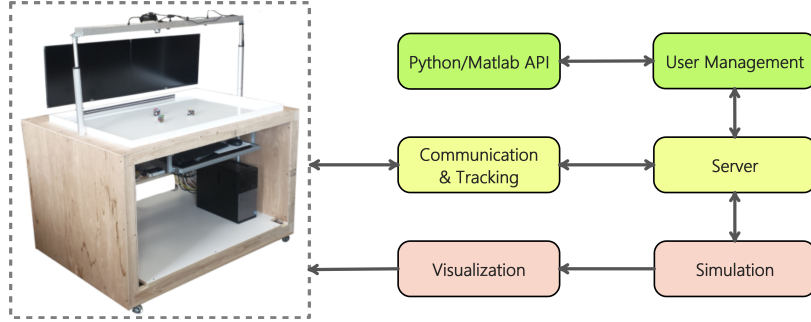 Python/Matlab API
User Management
Communication
& Tracking
Server
Visualization
Simulation